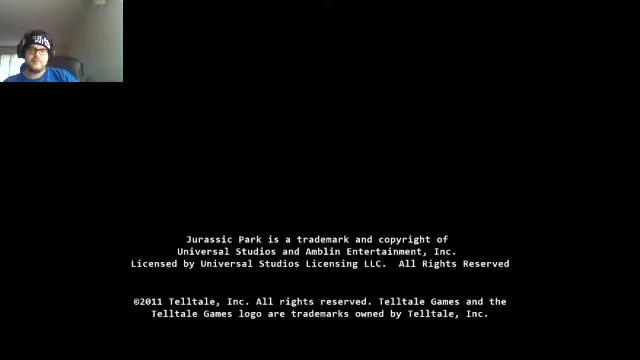 Jurassic Park is a trademark and copyright of
Universal Studios and Amblin Entertainment, Inc.
Licensed by Universal Studios Licensing LLC.  All Rights Reserved
©2011 Telltale, Inc. All rights reserved. Telltale Games and the
Telltale Games logo are trademarks owned by Telltale, Inc.